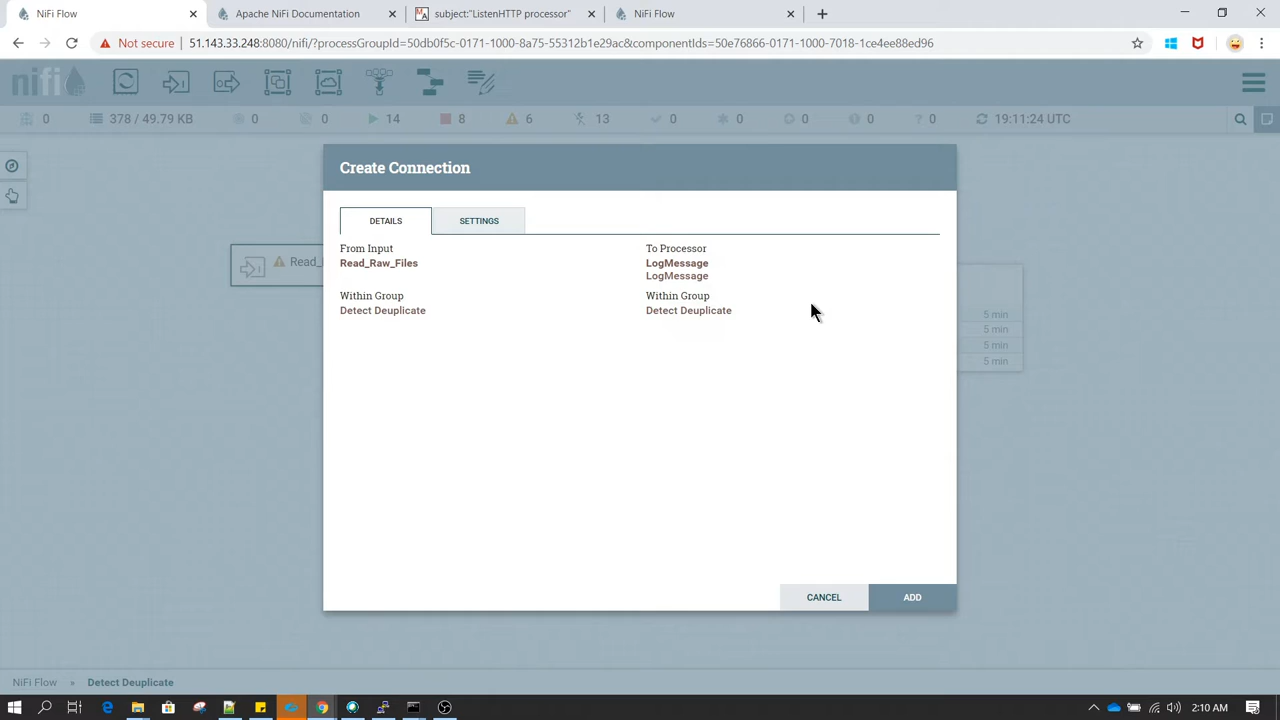 NiFi Flow
Apache NiFi Documentation
MA
subject:"ListenHTTP processor"
NiFi Flow
Not secure
51.143.33.248:8080/nifi/?processGroupId=50db0f5c-0171-1000-8a75-55312b1e29ac&componentIds=50e76866-0171-1000-7018-1ce4ee88ed96
nifi
0
378 / 49.79 KB
0
0
14
8
6
13
0
0
0
0
0
19:11:24 UTC
Create Connection
DETAILS
SETTINGS
From Input
To Processor
Read_Raw_Files
LogMessage
LogMessage
Within Group
Within Group
Detect Deuplicate
Detect Deuplicate
5 min
5 min
5 min
5 min
CANCEL
ADD
NiFi Flow » Detect Deuplicate
2:10 AM